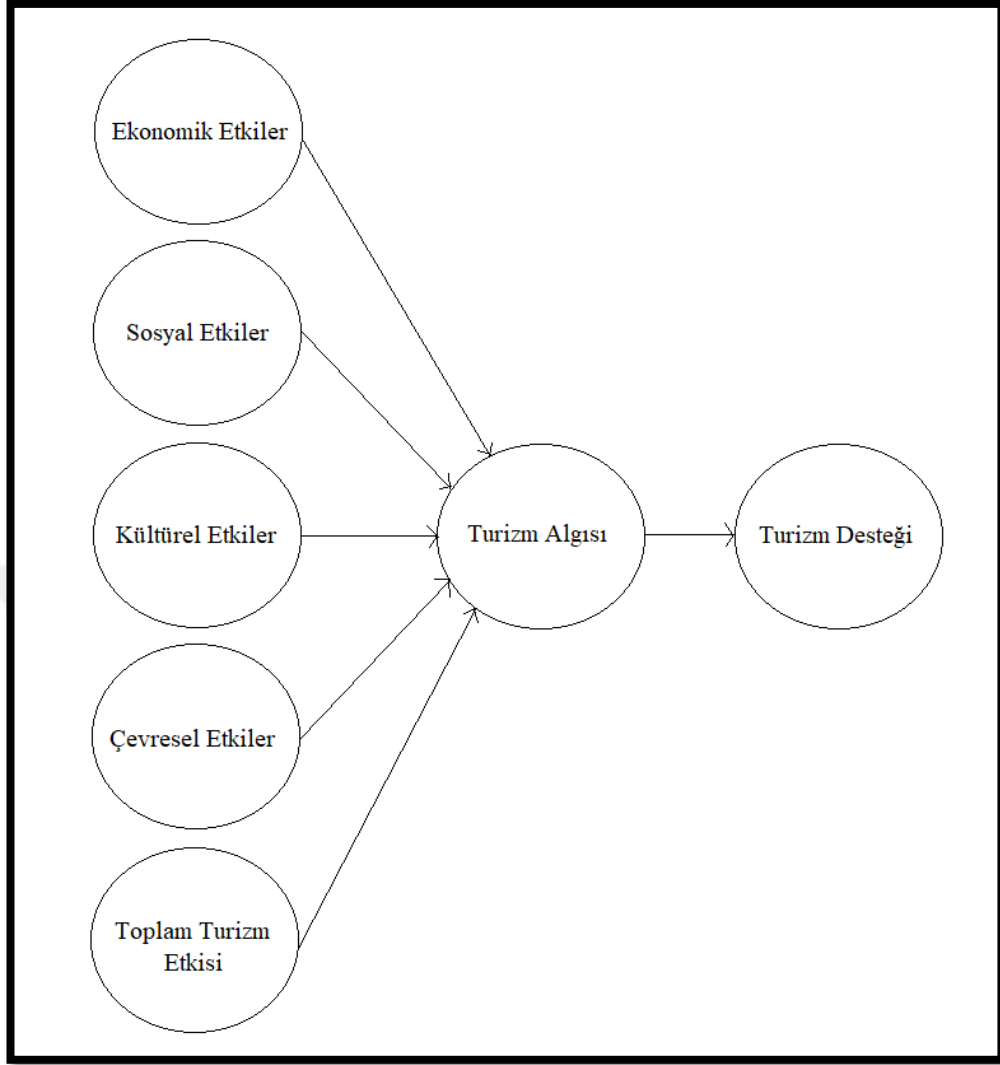 Ekonomik Etkiler
Sosyal Etkiler
Kültürel Etkiler
Turizm Algısı
Turizm Desteği
Çevresel Etkiler
Toplam Turizm
Etkisi